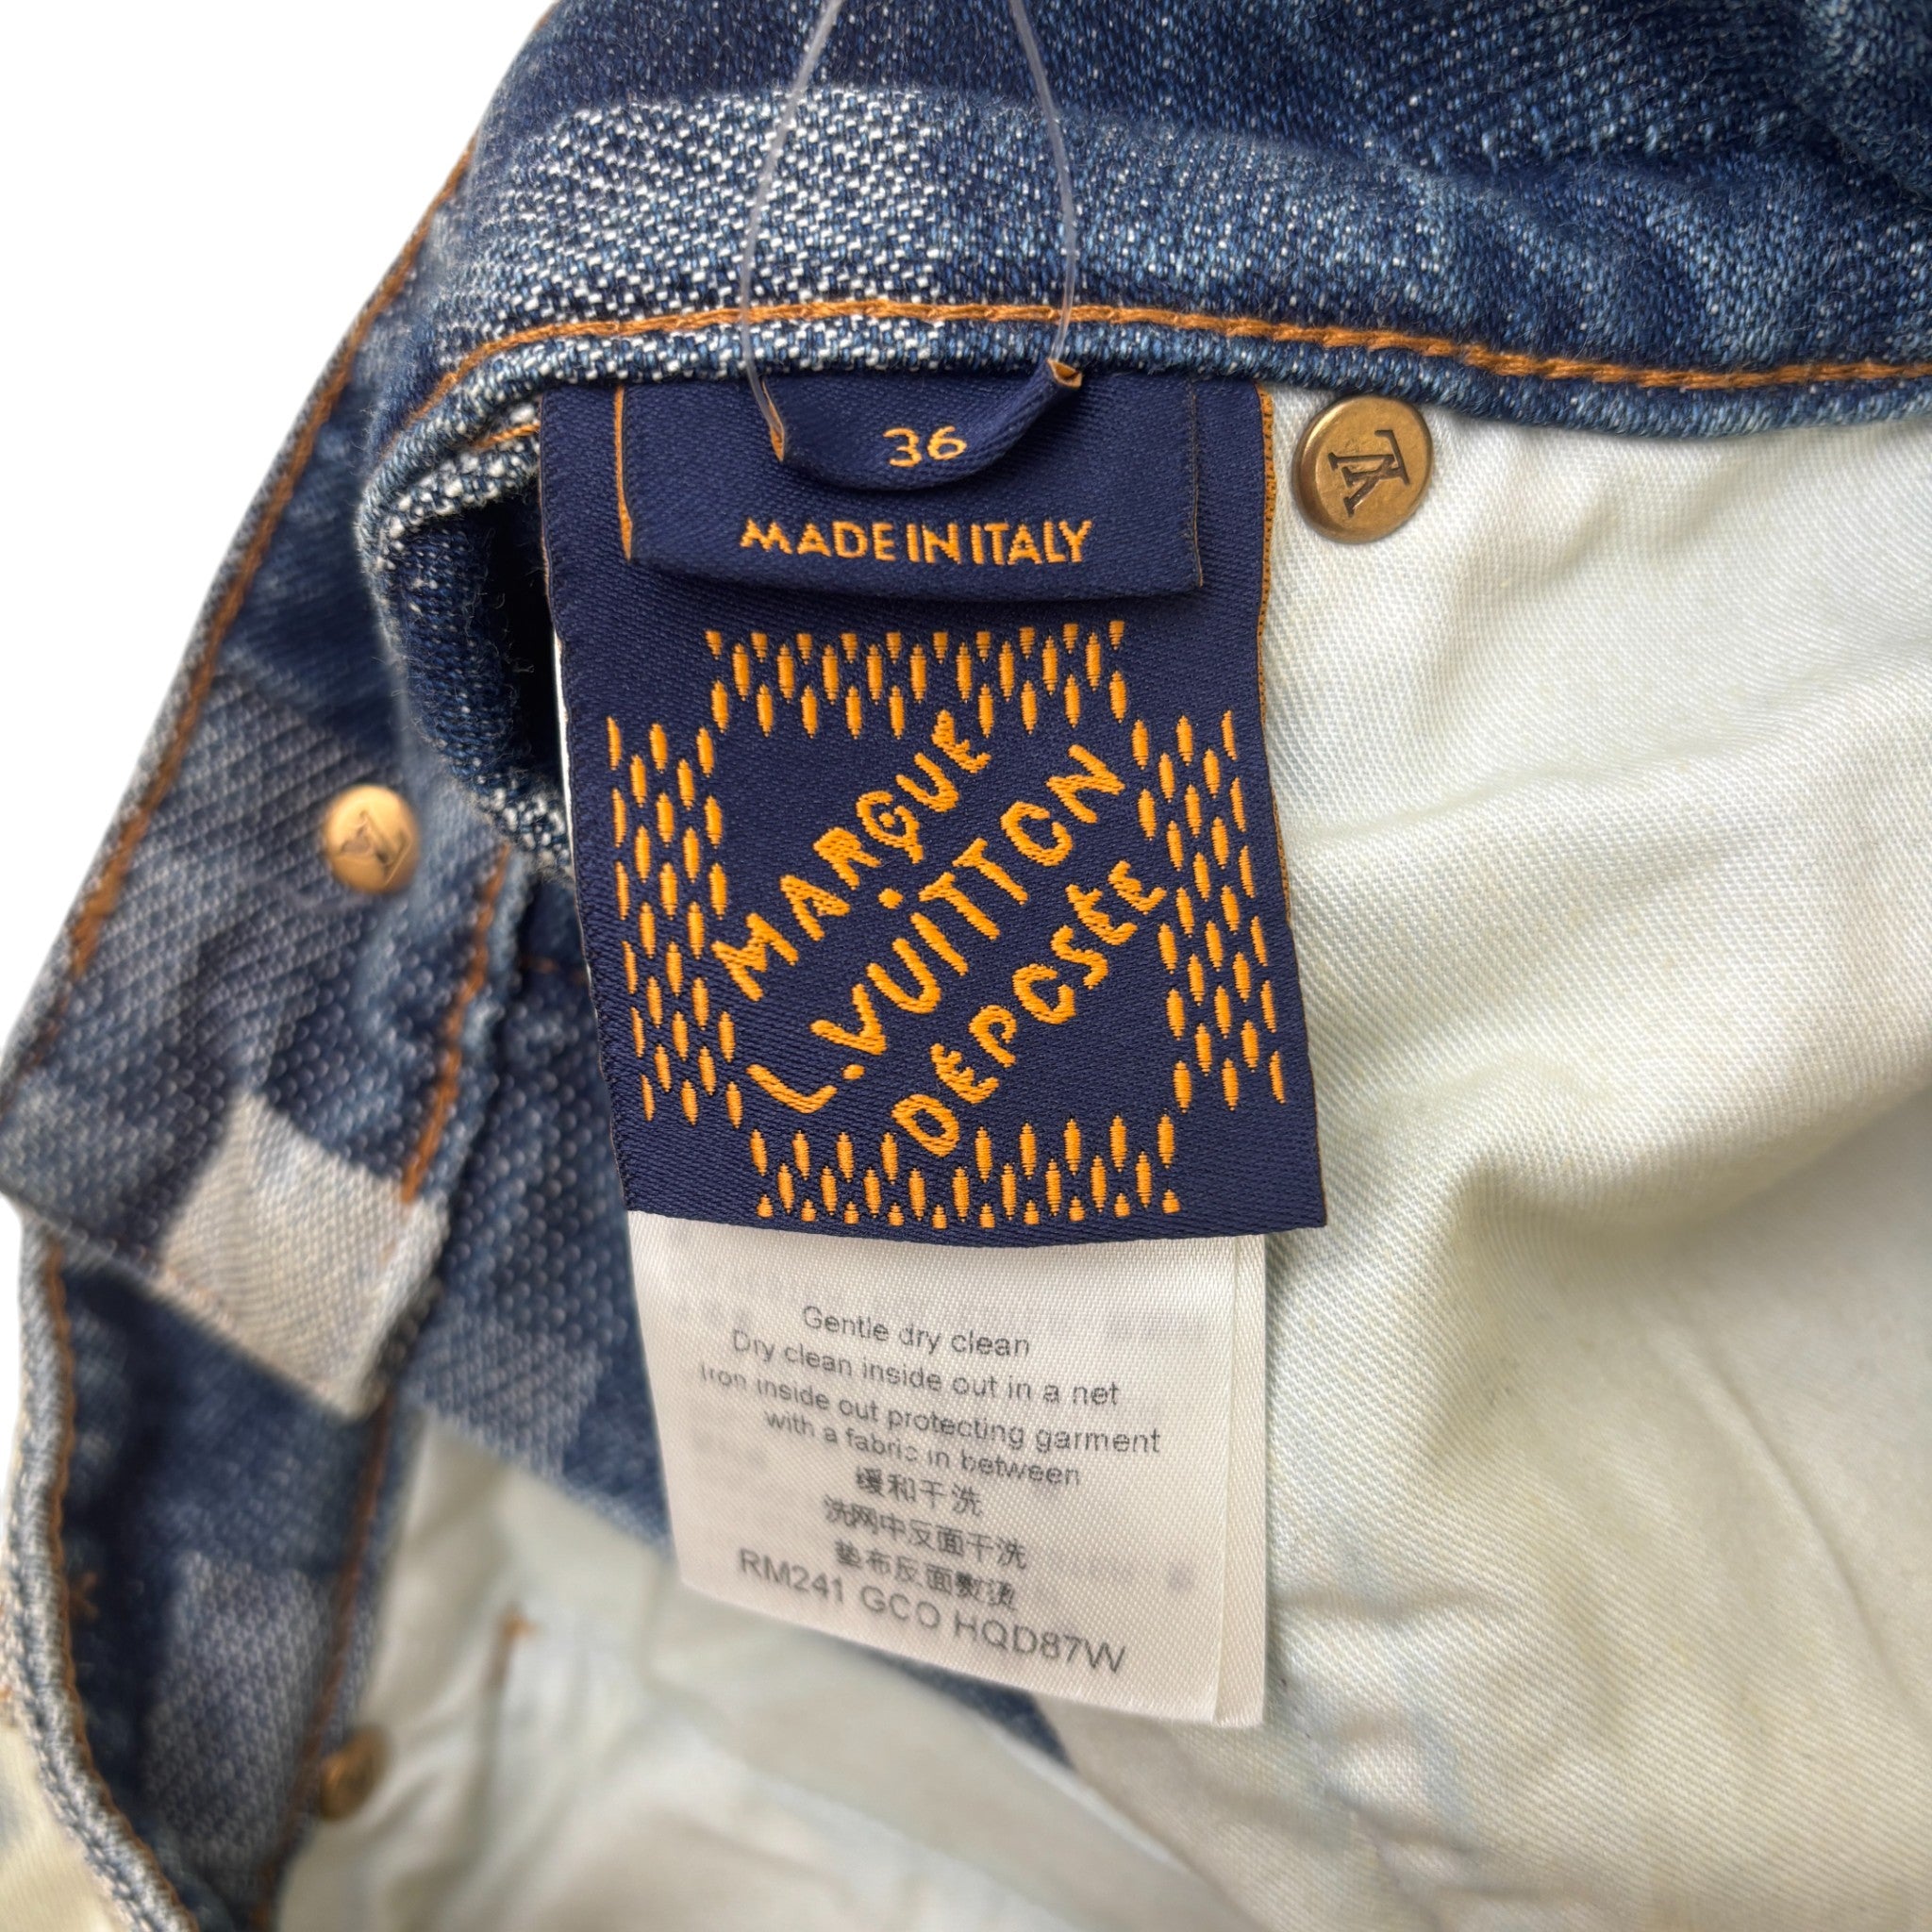 36
MADE IN ITALY
LV
MARQUE
L.VUITTON
DEPOSEE
Gentle dry clean
Dry clean inside out in a net
Iron inside out protecting garment
with a fabric in between
缓和干洗
洗网中反面干洗
垫布反面熨烫
RM241 GCO HQD87W